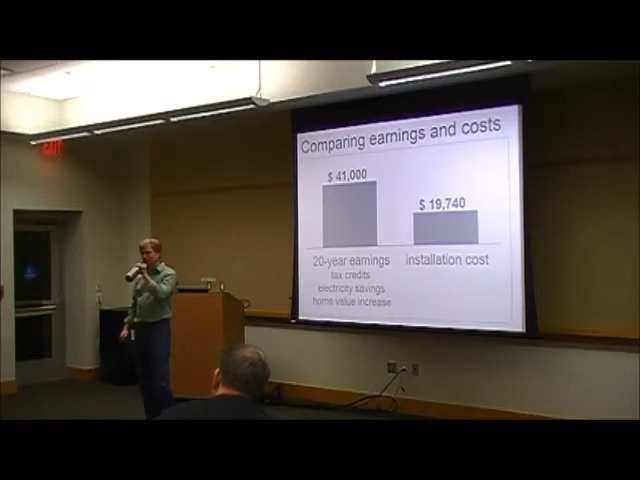 Comparing earnings and costs
$ 41,000
$ 19,740
20-year earnings
tax credits
electricity savings
home value increase
installation cost